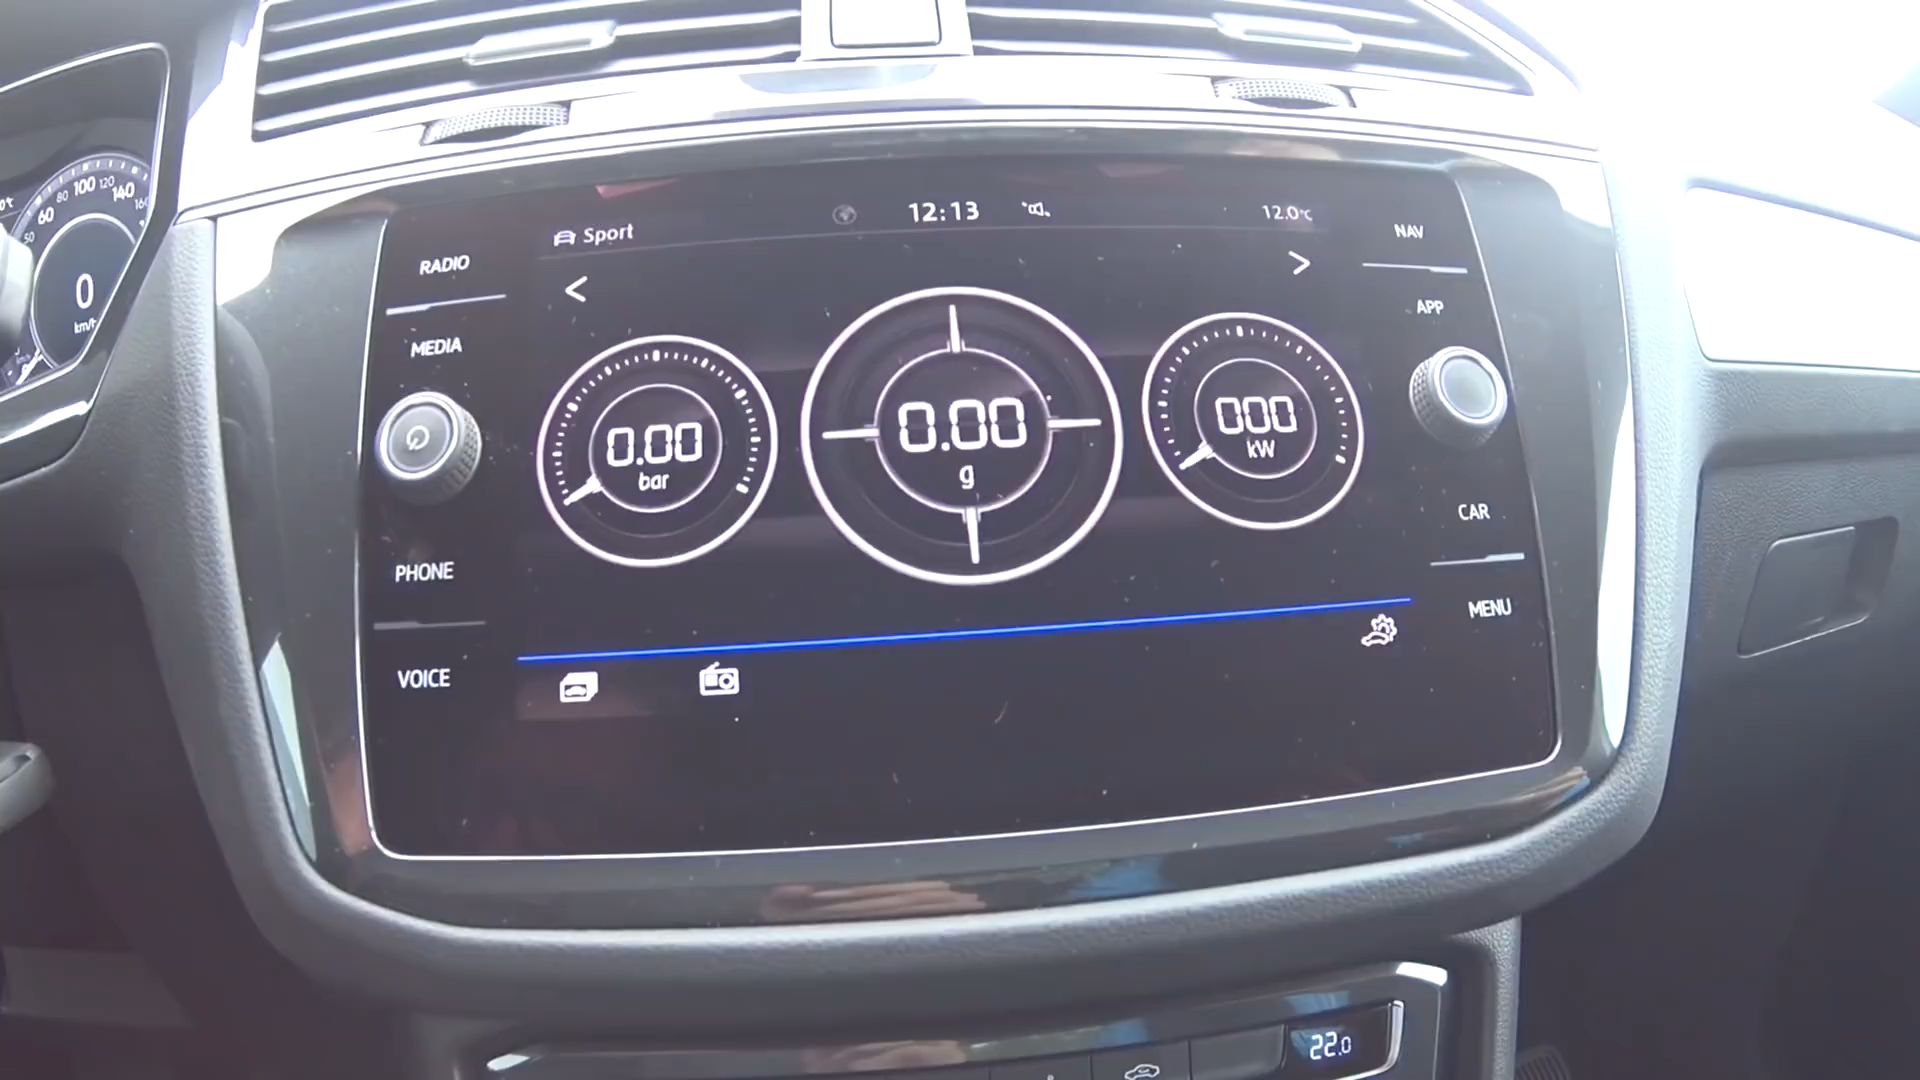 Sport
12:13
12.0°C
RADIO
MEDIA
PHONE
VOICE
NAV
APP
CAR
MENU
<
>
0.00
bar
0.00
g
000
kW
60
80
100
120
140
160
0
km/h
22.0